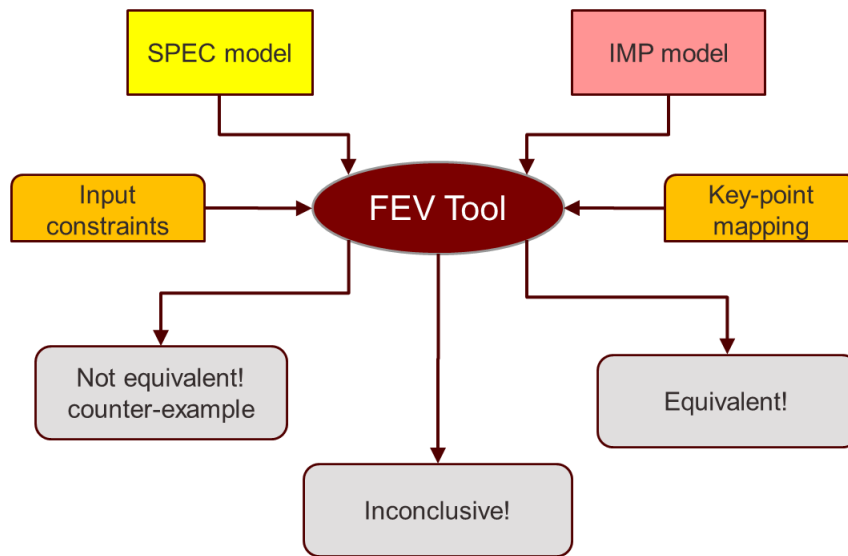 SPEC model
IMP model
Input
constraints
FEV Tool
Key-point
mapping
Not equivalent!
counter-example
Equivalent!
Inconclusive!